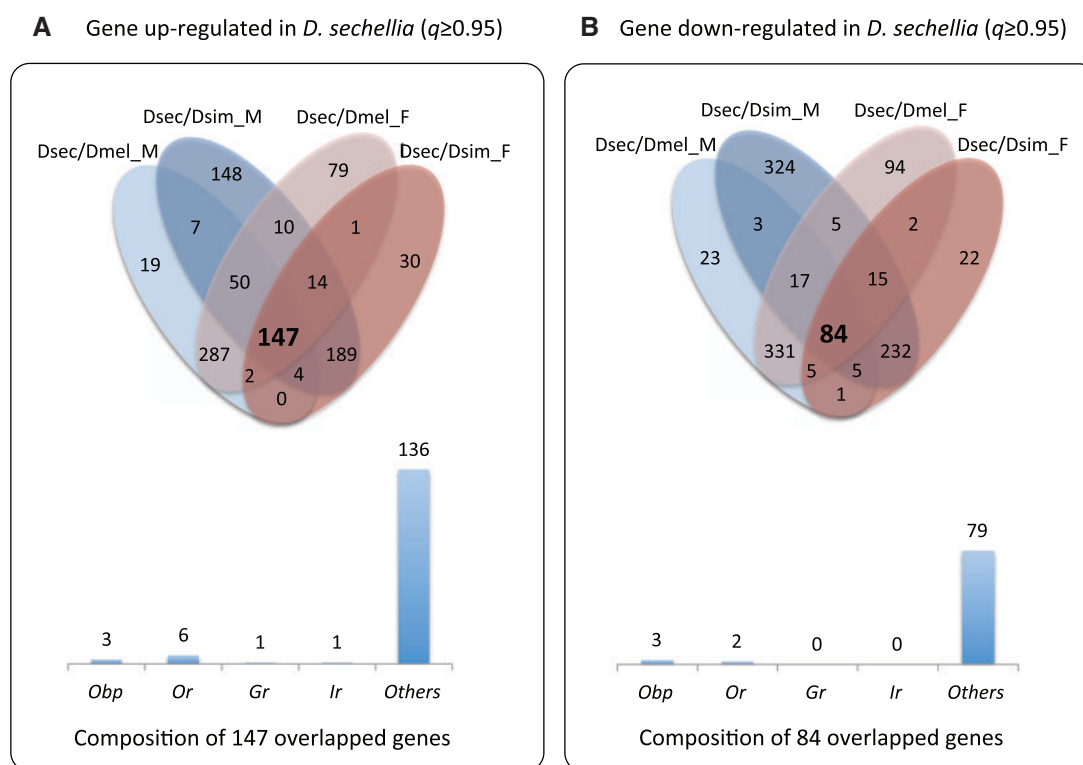 A Gene up-regulated in D. sechellia (q≥0.95)
Dsec/Dsim_M Dsec/Dmel_F
Dsec/Dmel_M Dsec/Dsim_F
148 79
7 10 1
19 30
50 14
147
287 189
2 4
0
136
3 6 1 1
Obp Or Gr Ir Others
Composition of 147 overlapped genes
B Gene down-regulated in D. sechellia (q≥0.95)
Dsec/Dsim_M Dsec/Dmel_F
Dsec/Dmel_M Dsec/Dsim_F
324 94
3 5 2
23 22
17 15
84
331 232
5 5
1
79
3 2 0 0
Obp Or Gr Ir Others
Composition of 84 overlapped genes